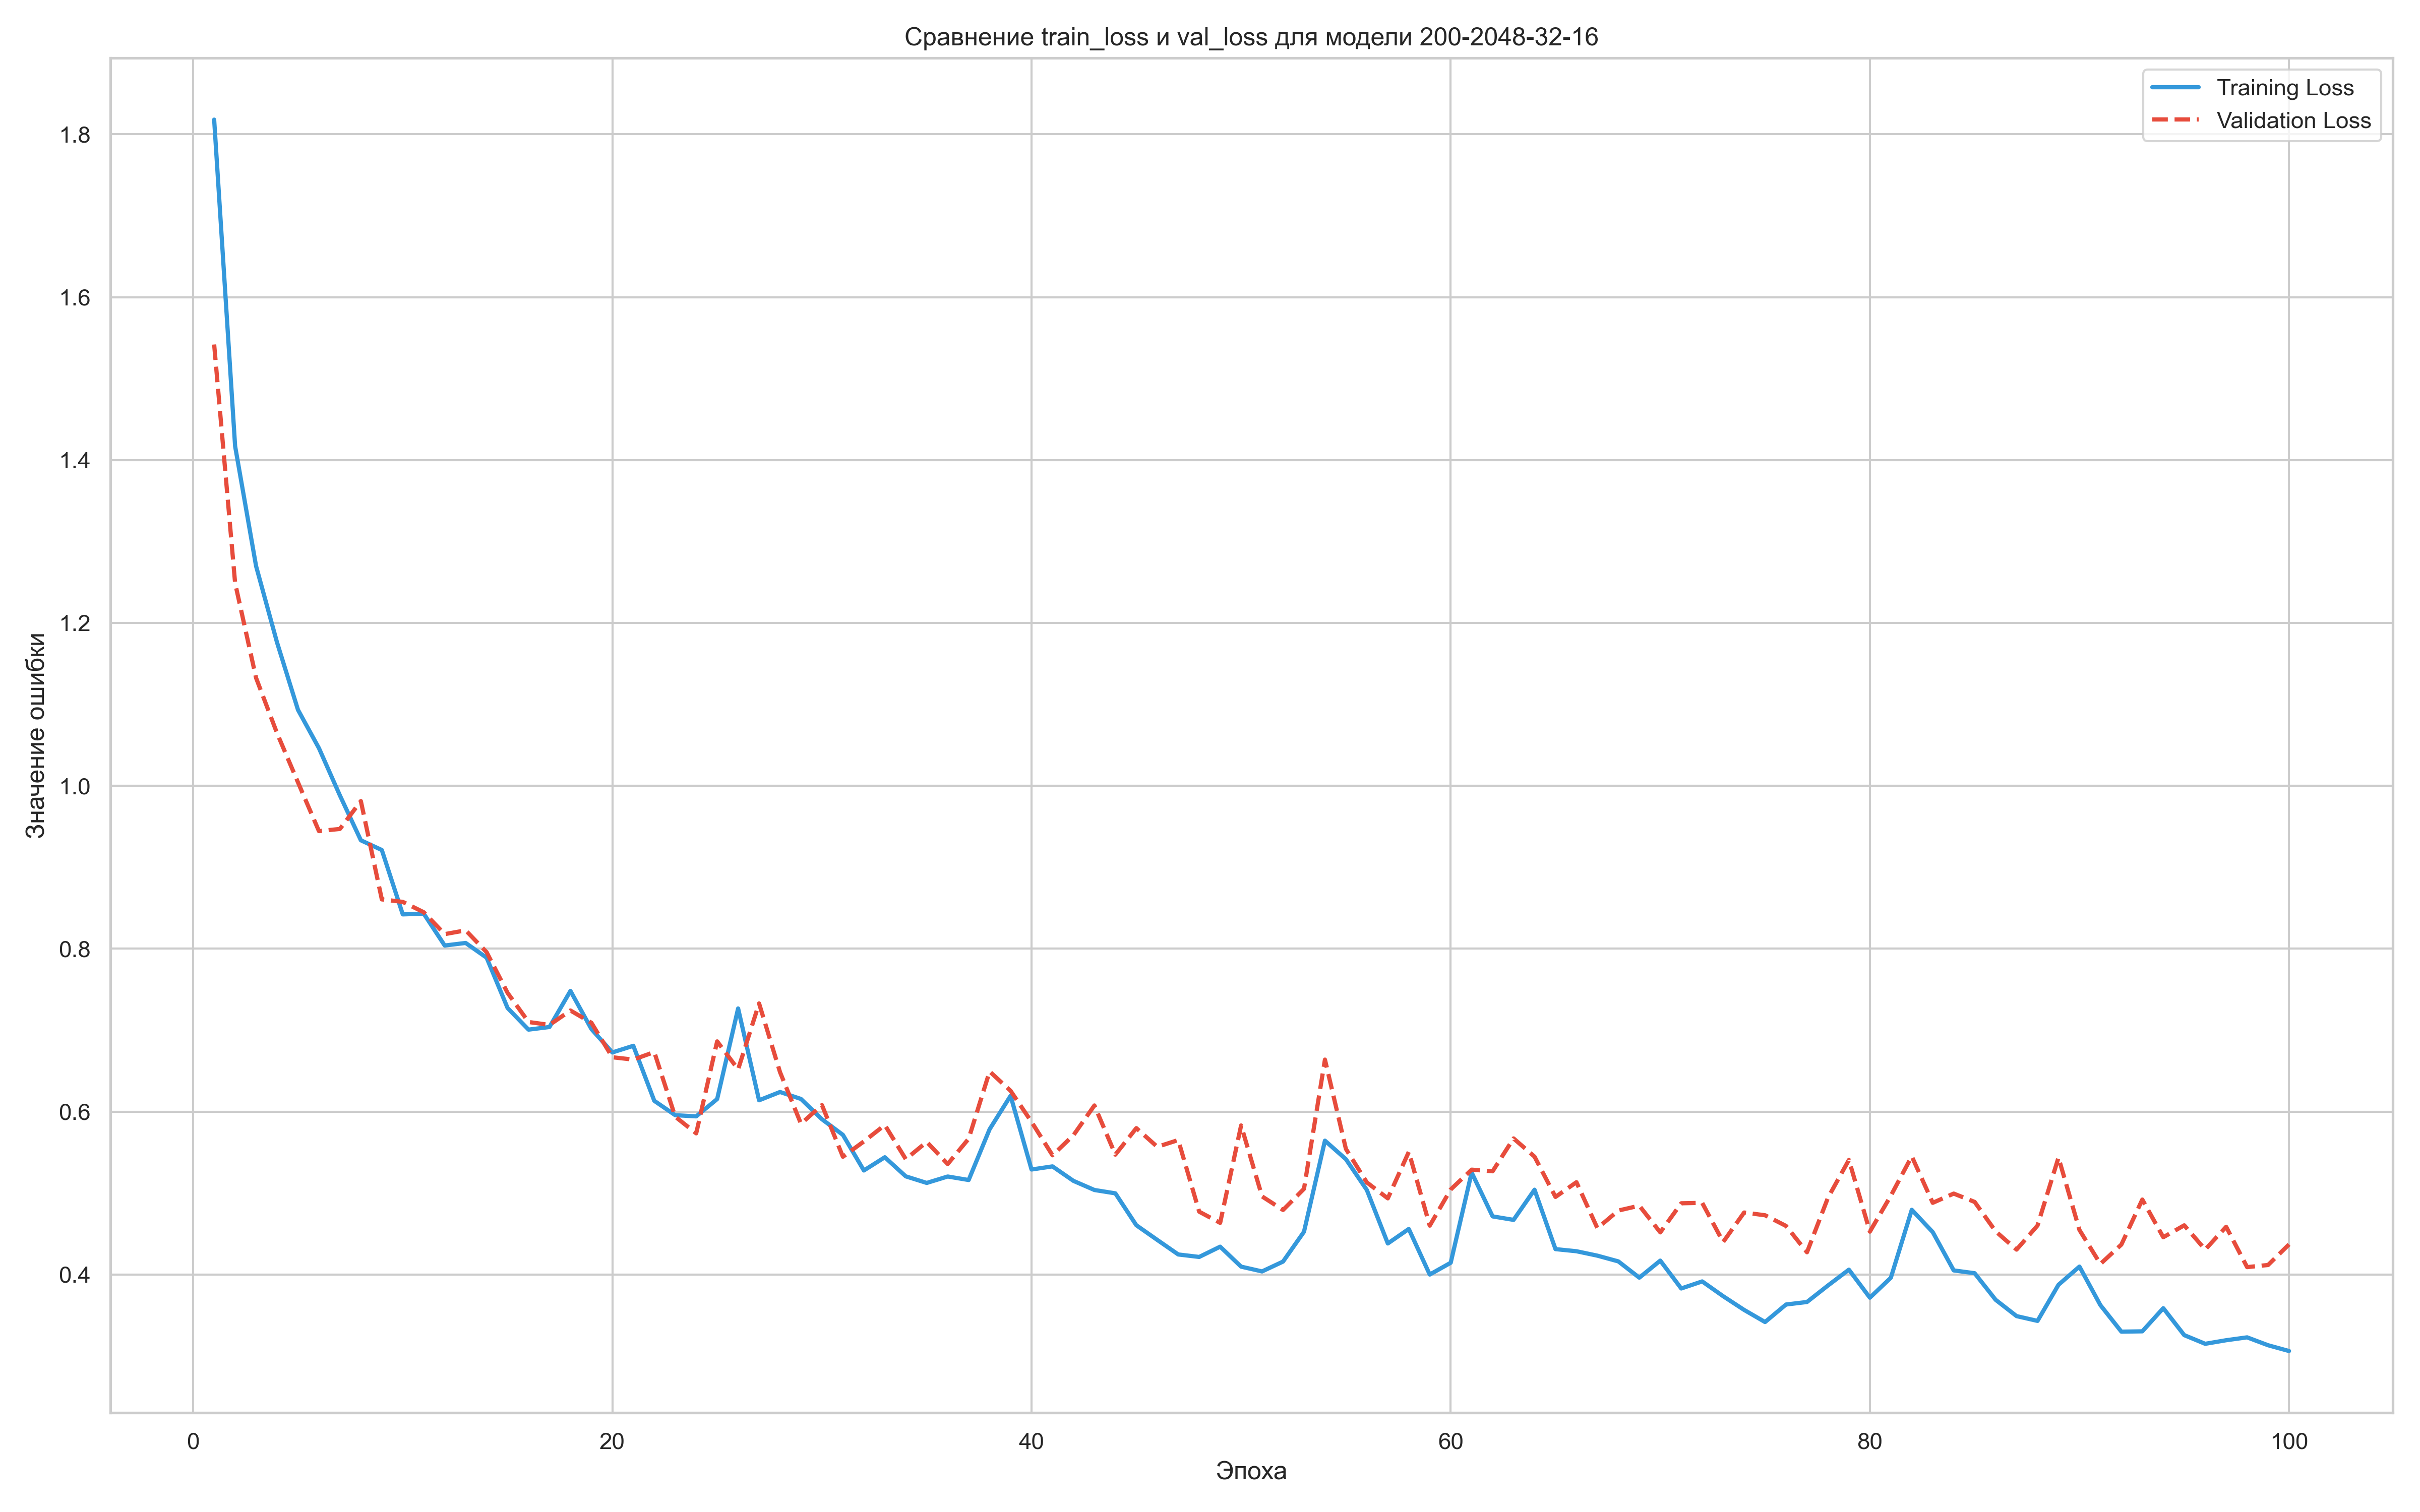 Сравнение train_loss и val_loss для модели 200-2048-32-16
Training Loss
Validation Loss
1.8
1.6
1.4
1.2
1.0
0.8
0.6
0.4
Значение ошибки
0 20 40 60 80 100
Эпоха